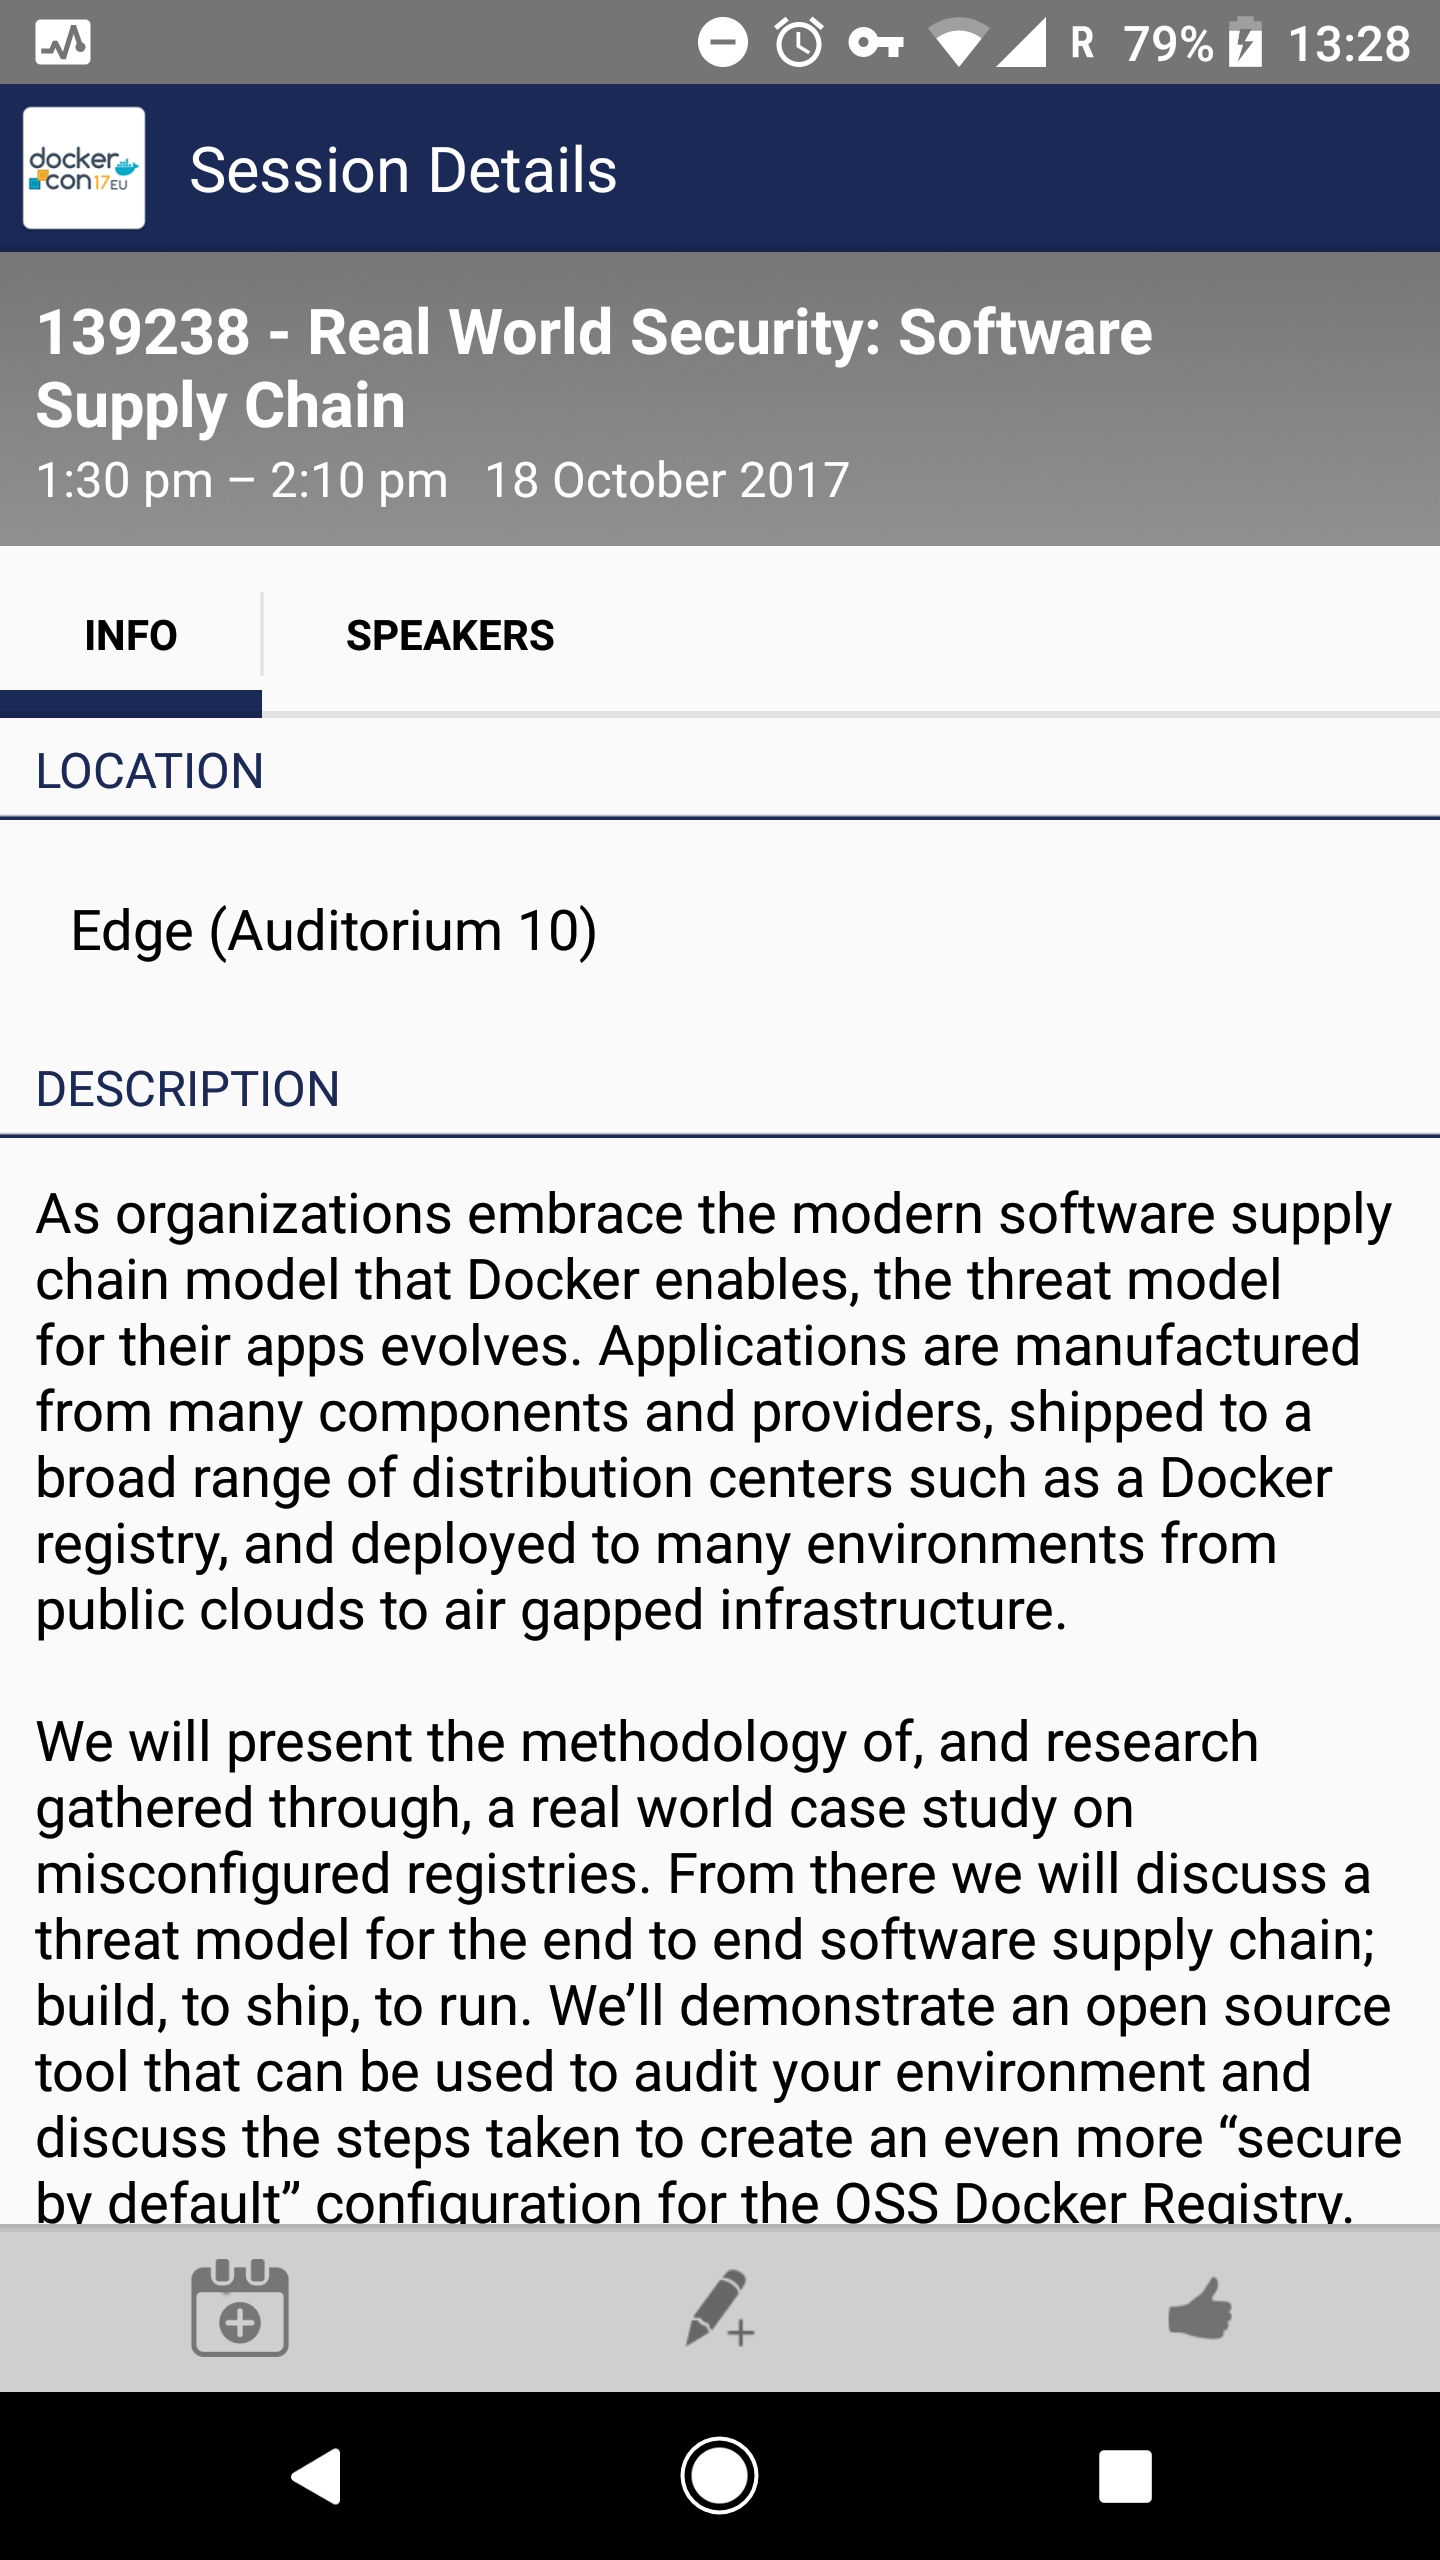 R 79% 13:28
docker
con17EU
Session Details
139238 - Real World Security: Software
Supply Chain
1:30 pm – 2:10 pm 18 October 2017
INFO SPEAKERS
LOCATION
Edge (Auditorium 10)
DESCRIPTION
As organizations embrace the modern software supply
chain model that Docker enables, the threat model
for their apps evolves. Applications are manufactured
from many components and providers, shipped to a
broad range of distribution centers such as a Docker
registry, and deployed to many environments from
public clouds to air gapped infrastructure.
We will present the methodology of, and research
gathered through, a real world case study on
misconfigured registries. From there we will discuss a
threat model for the end to end software supply chain;
build, to ship, to run. We’ll demonstrate an open source
tool that can be used to audit your environment and
discuss the steps taken to create an even more “secure
by default” configuration for the OSS Docker Registry.